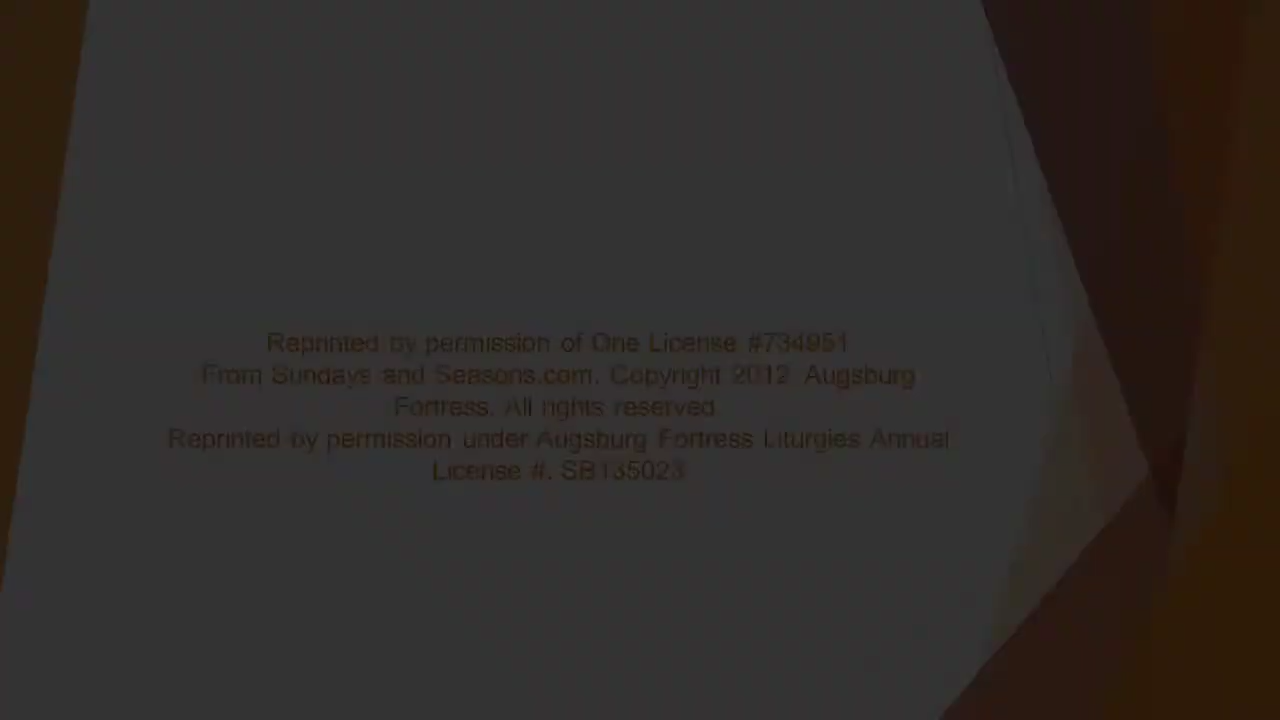 Reprinted by permission of One License #734951
From Sundays and Seasons.com. Copyright 2012 Augsburg
Fortress. All rights reserved
Reprinted by permission under Augsburg Fortress Liturgies Annual
License #. SB135023